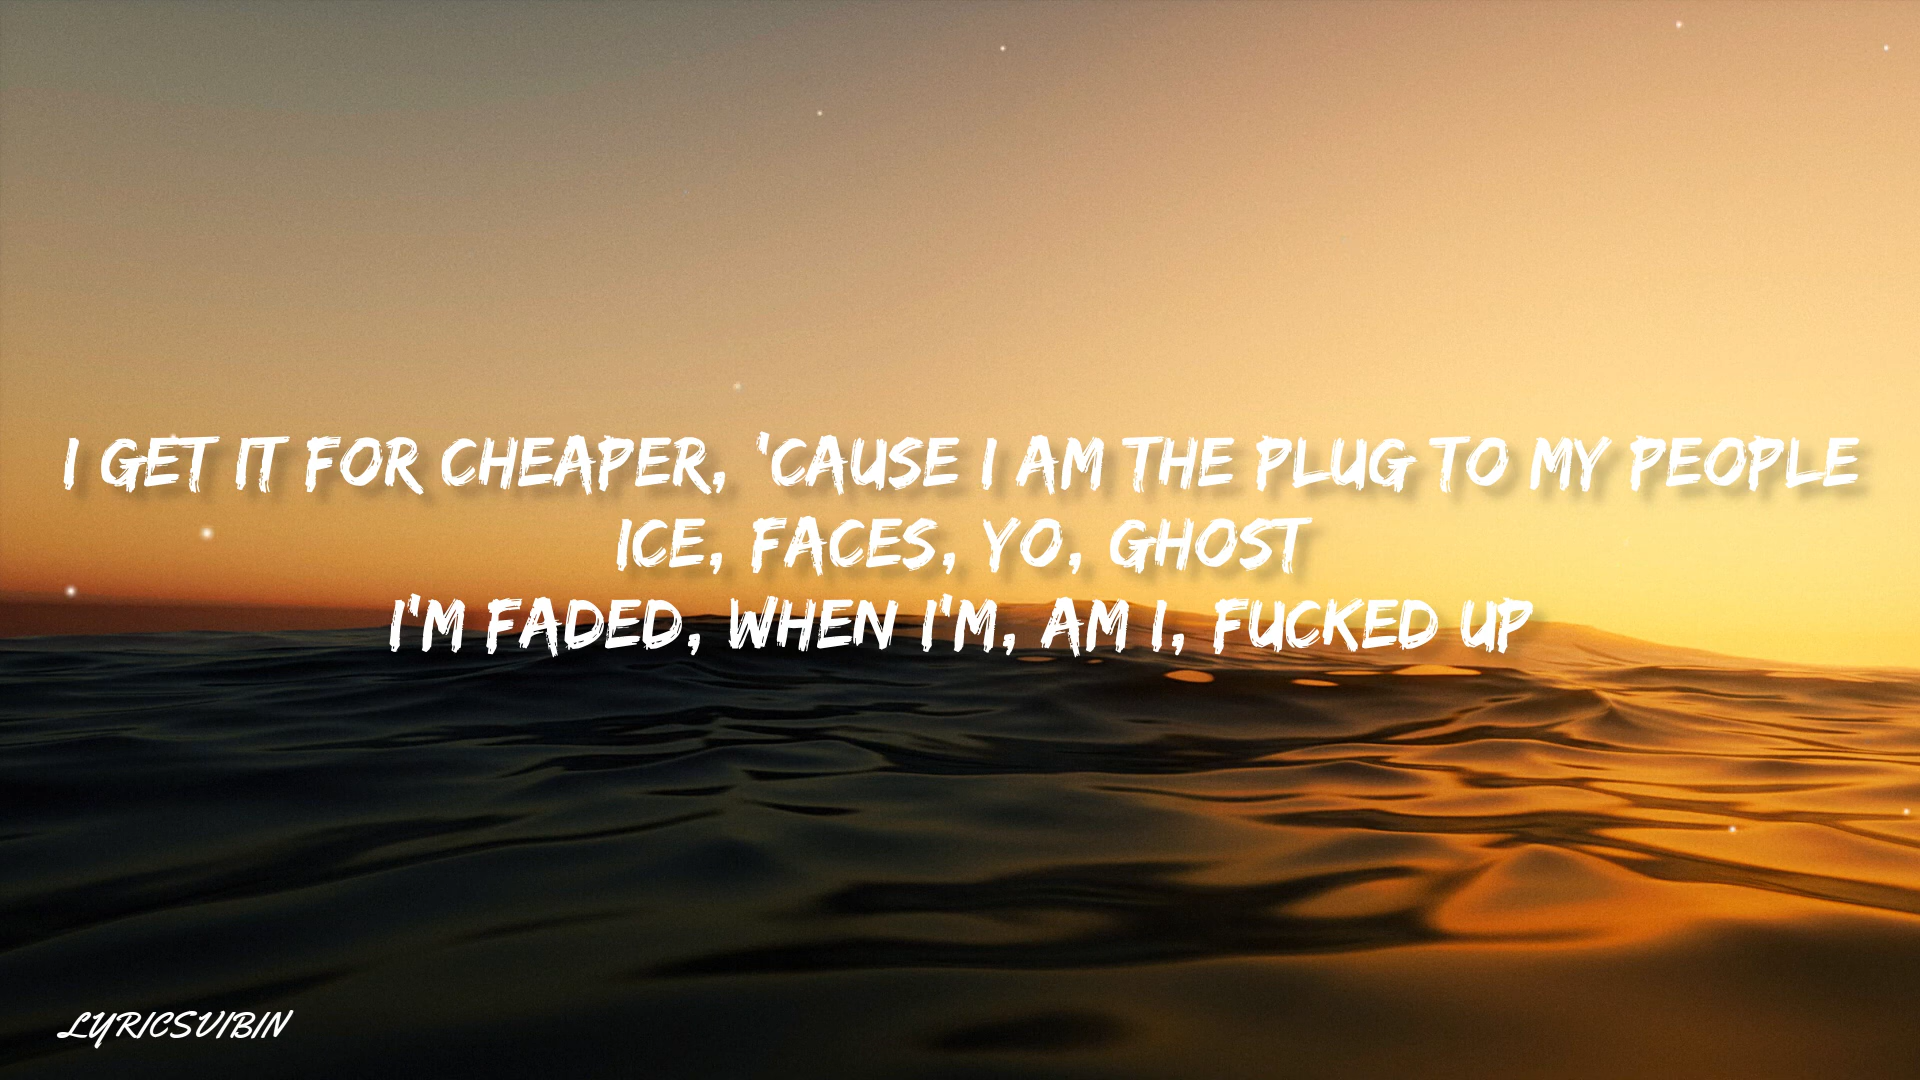 I GET IT FOR CHEAPER, 'CAUSE I AM THE PLUG TO MY PEOPLE
ICE, FACES, YO, GHOST
I'M FADED, WHEN I'M, AM I, FUCKED UP
LYRICSVIBIN